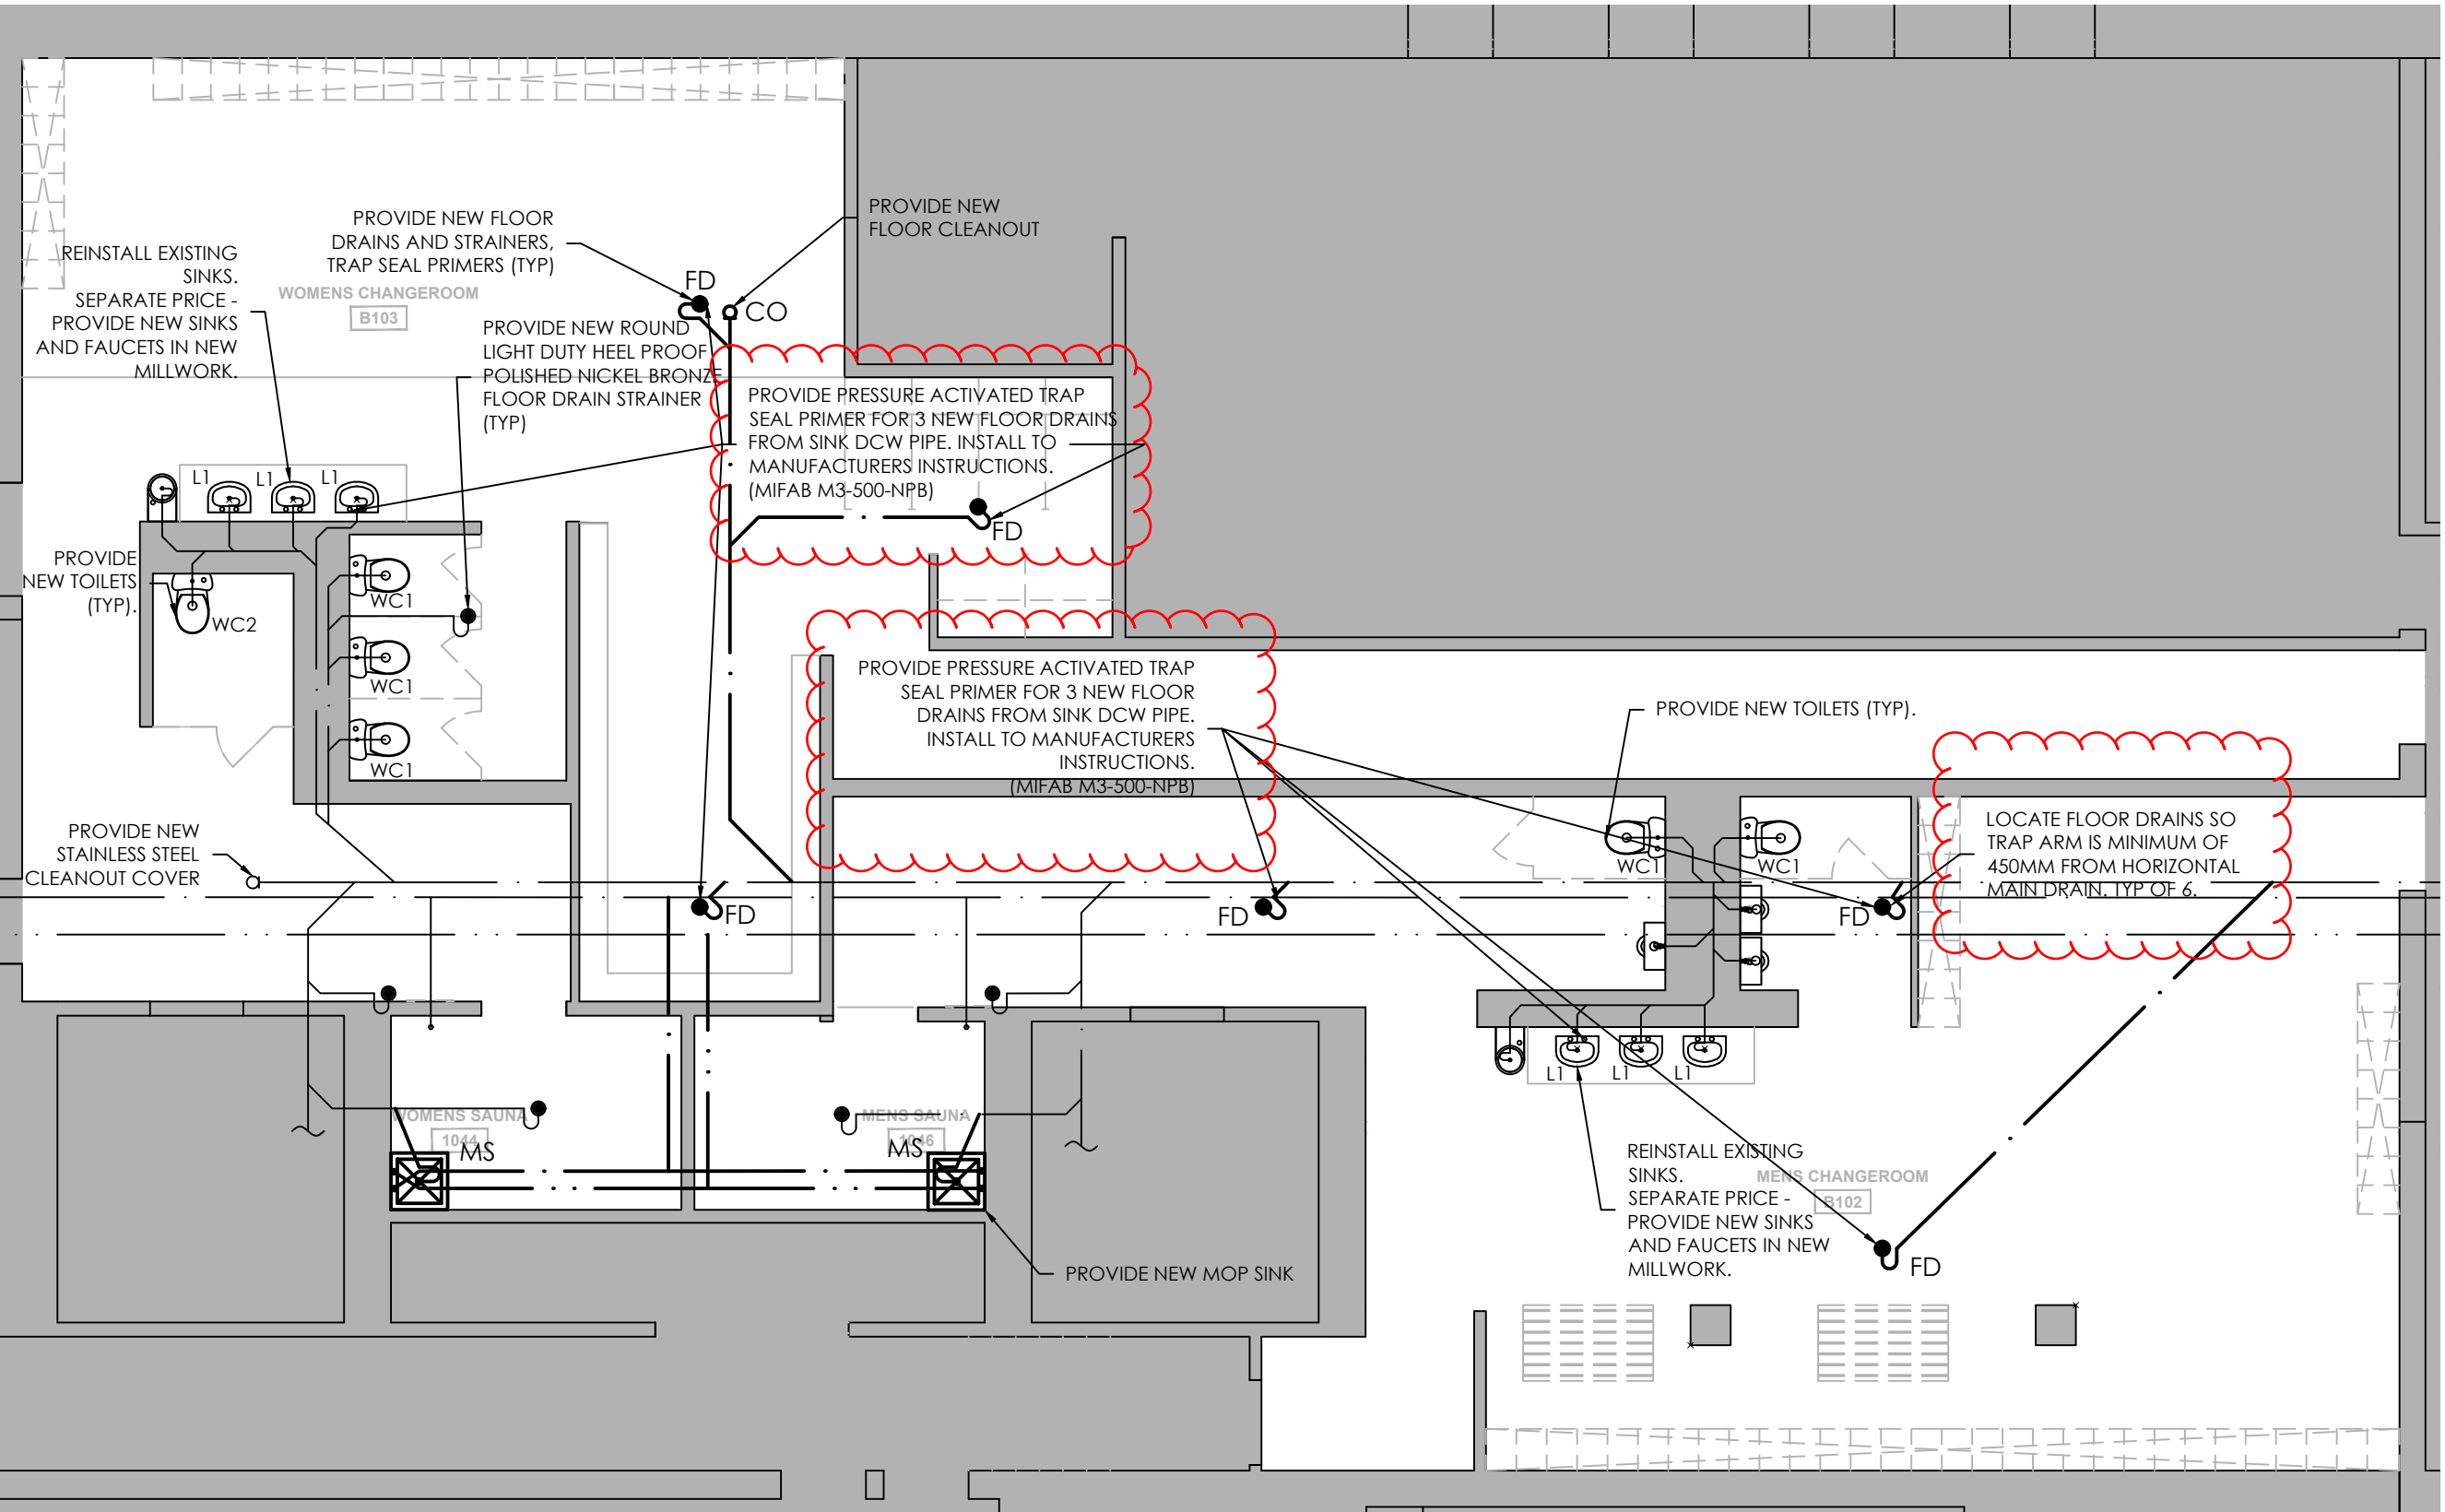 PROVIDE NEW
FLOOR CLEANOUT
PROVIDE NEW FLOOR
DRAINS AND STRAINERS,
TRAP SEAL PRIMERS (TYP)
REINSTALL EXISTING
SINKS.
SEPARATE PRICE -
PROVIDE NEW SINKS
AND FAUCETS IN NEW
MILLWORK.
WOMENS CHANGEROOM
B103
FD
CO
PROVIDE NEW ROUND
LIGHT DUTY HEEL PROOF
POLISHED NICKEL BRONZE
FLOOR DRAIN STRAINER
(TYP)
PROVIDE PRESSURE ACTIVATED TRAP
SEAL PRIMER FOR 3 NEW FLOOR DRAINS
FROM SINK DCW PIPE. INSTALL TO
MANUFACTURERS INSTRUCTIONS.
(MIFAB M3-500-NPB)
FD
L1
L1
L1
PROVIDE
NEW TOILETS
(TYP).
WC2
WC1
WC1
WC1
PROVIDE PRESSURE ACTIVATED TRAP
SEAL PRIMER FOR 3 NEW FLOOR
DRAINS FROM SINK DCW PIPE.
INSTALL TO MANUFACTURERS
INSTRUCTIONS.
(MIFAB M3-500-NPB)
PROVIDE NEW TOILETS (TYP).
LOCATE FLOOR DRAINS SO
TRAP ARM IS MINIMUM OF
450MM FROM HORIZONTAL
MAIN DRAIN. TYP OF 6.
PROVIDE NEW
STAINLESS STEEL
CLEANOUT COVER
WC1
WC1
FD
FD
FD
L1
L1
L1
WOMENS SAUNA
1044
MS
MENS SAUNA
1046
MS
REINSTALL EXISTING
SINKS.
SEPARATE PRICE -
PROVIDE NEW SINKS
AND FAUCETS IN NEW
MILLWORK.
MENS CHANGEROOM
B102
FD
PROVIDE NEW MOP SINK